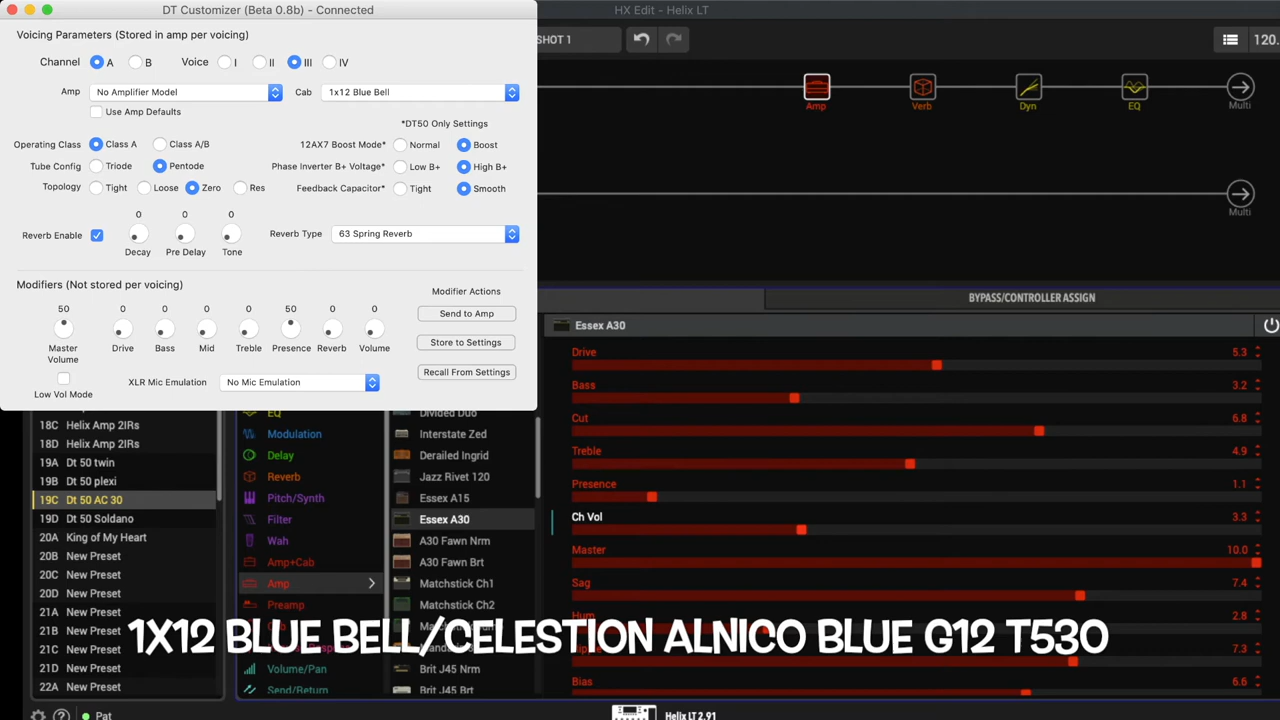 DT Customizer (Beta 0.8b) - Connected
HX Edit - Helix LT
Voicing Parameters (Stored in amp per voicing)
Channel A B Voice I II III IV
Amp No Amplifier Model Cab 1x12 Blue Bell
Use Amp Defaults
*DT50 Only Settings
Operating Class Class A Class A/B 12AX7 Boost Mode* Normal Boost
Tube Config Triode Pentode Phase Inverter B+ Voltage* Low B+ High B+
Topology Tight Loose Zero Res Feedback Capacitor* Tight Smooth
0 0 0
Reverb Enable Reverb Type 63 Spring Reverb
Decay Pre Delay Tone
Modifiers (Not stored per voicing)
Modifier Actions
50 0 0 0 0 50 0 0
Send to Amp
Master Volume Drive Bass Mid Treble Presence Reverb Volume
Store to Settings
Recall From Settings
Low Vol Mode
XLR Mic Emulation No Mic Emulation
SHOT 1
120.
Amp Verb Dyn EQ Multi
Multi
BYPASS/CONTROLLER ASSIGN
Essex A30
Drive 5.3
Bass 3.2
Cut 6.8
Treble 4.9
Presence 1.1
Ch Vol 3.3
Master 10.0
Sag 7.4
Hum 2.8
7.3
Bias 6.6
18C Helix Amp 2IRs
18D Helix Amp 2IRs
19A Dt 50 twin
19B Dt 50 plexi
19C Dt 50 AC 30
19D Dt 50 Soldano
20A King of My Heart
20B New Preset
20C New Preset
20D New Preset
21A New Preset
21B New Preset
21C New Preset
21D New Preset
22A New Preset
EQ
Modulation
Delay
Reverb
Pitch/Synth
Filter
Wah
Amp+Cab
Amp
Preamp
Volume/Pan
Send/Return
Divided Duo
Interstate Zed
Derailed Ingrid
Jazz Rivet 120
Essex A15
Essex A30
A30 Fawn Nrm
A30 Fawn Brt
Matchstick Ch1
Matchstick Ch2
Brit J45 Nrm
Brit J45 Brt
1X12 BLUE BELL/CELESTION ALNICO BLUE G12 T530
Pat
Helix LT 2.91